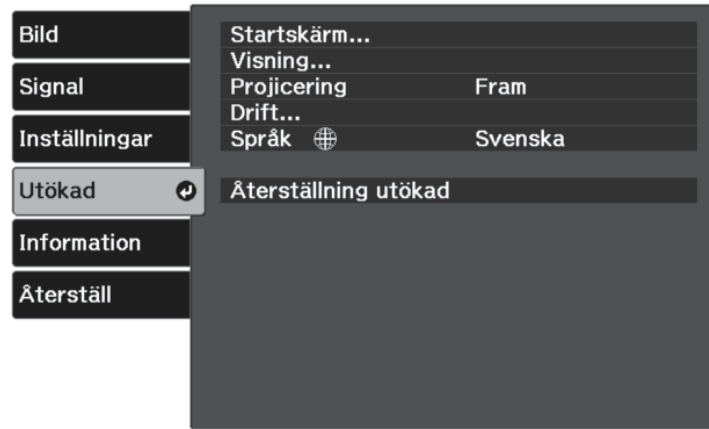 Bild
Signal
Inställningar
Utökad
Information
Återställ
Startskärm...
Visning...
Projicering Fram
Drift...
Språk Svenska
Återställning utökad